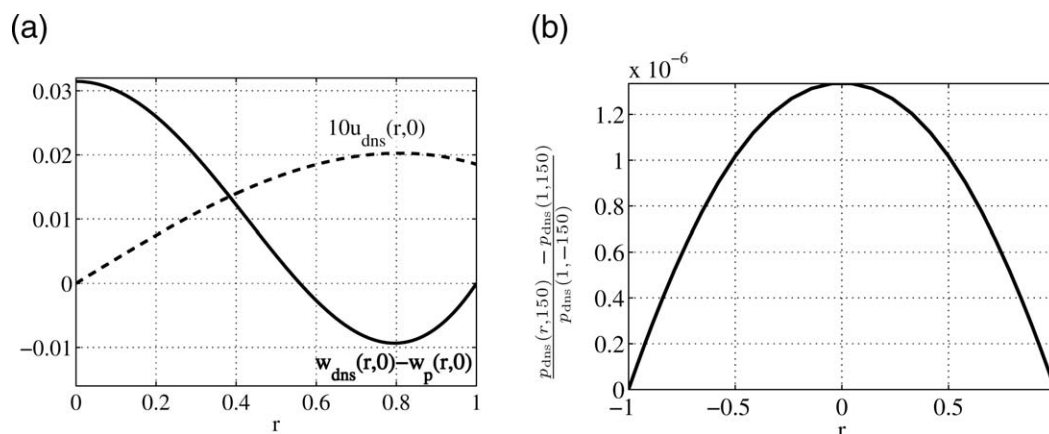 (a)
0.03
0.02
0.01
0
−0.01
10u_dns(r,0)
w_dns(r,0)−w_p(r,0)
0 0.2 0.4 0.6 0.8 1
r
(b)
x 10^−6
1.2
1
0.8
0.6
0.4
0.2
0
p_dns(r,150) − p_dns(1,150)
p_dns(1,−150)
−1 −0.5 0 0.5
r